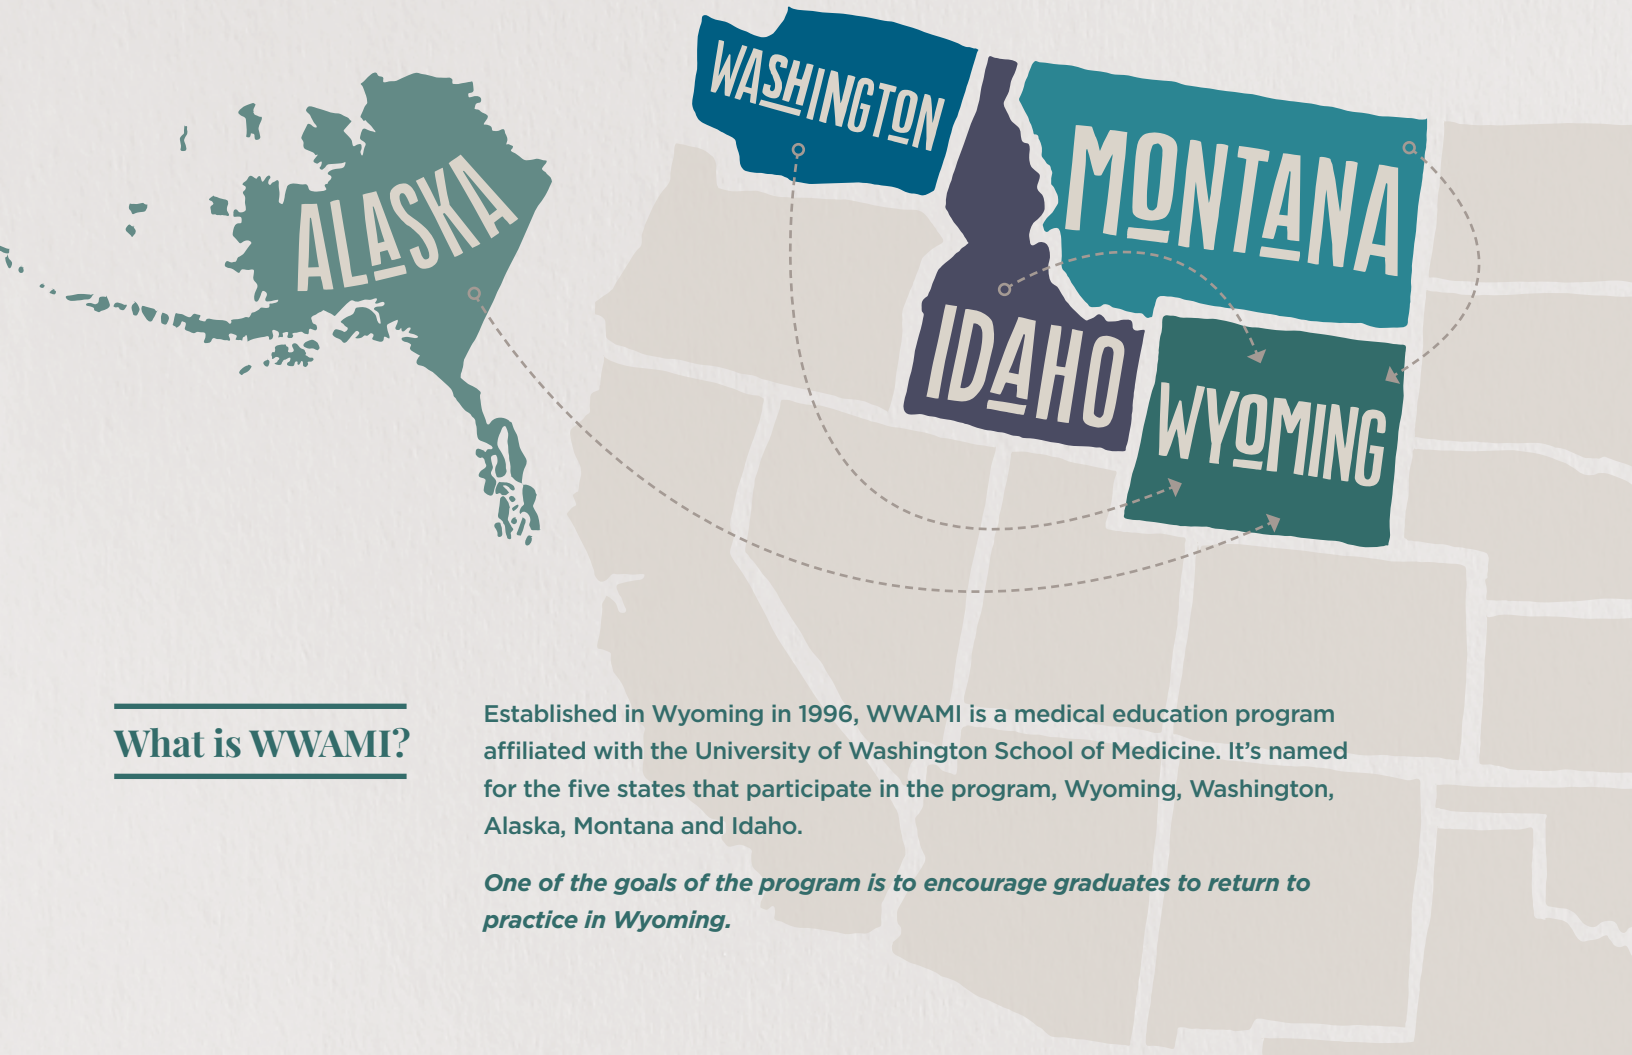 WASHINGTON
MONTANA
ALASKA
IDAHO
WYOMING
What is WWAMI?
Established in Wyoming in 1996, WWAMI is a medical education program
affiliated with the University of Washington School of Medicine. It’s named
for the five states that participate in the program, Wyoming, Washington,
Alaska, Montana and Idaho.
One of the goals of the program is to encourage graduates to return to
practice in Wyoming.